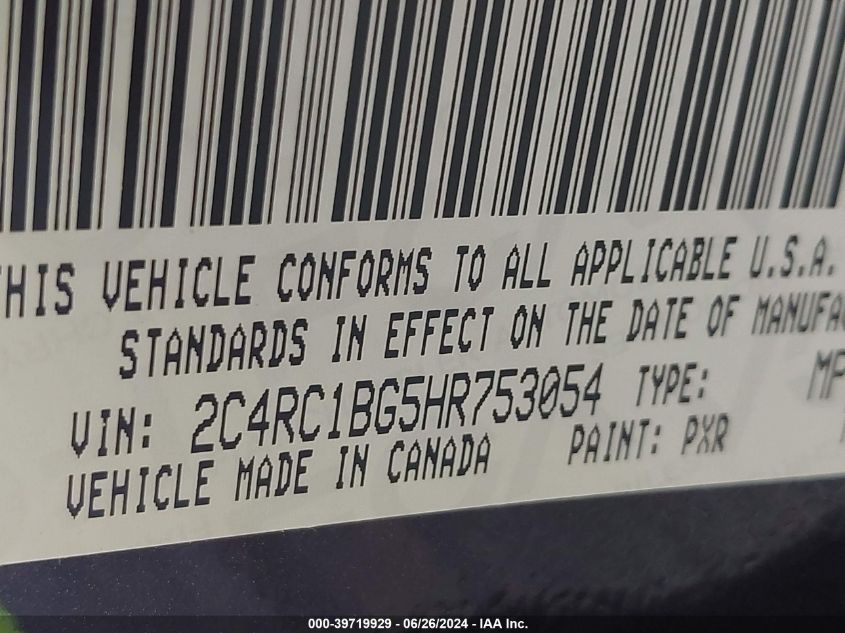 THIS VEHICLE CONFORMS TO ALL APPLICABLE U.S.A.
STANDARDS IN EFFECT ON THE DATE OF
VIN: 2C4RC1BG5HR753054 TYPE:
VEHICLE MADE IN CANADA PAINT: PXR
000-39719929 - 06/26/2024 - IAA Inc.